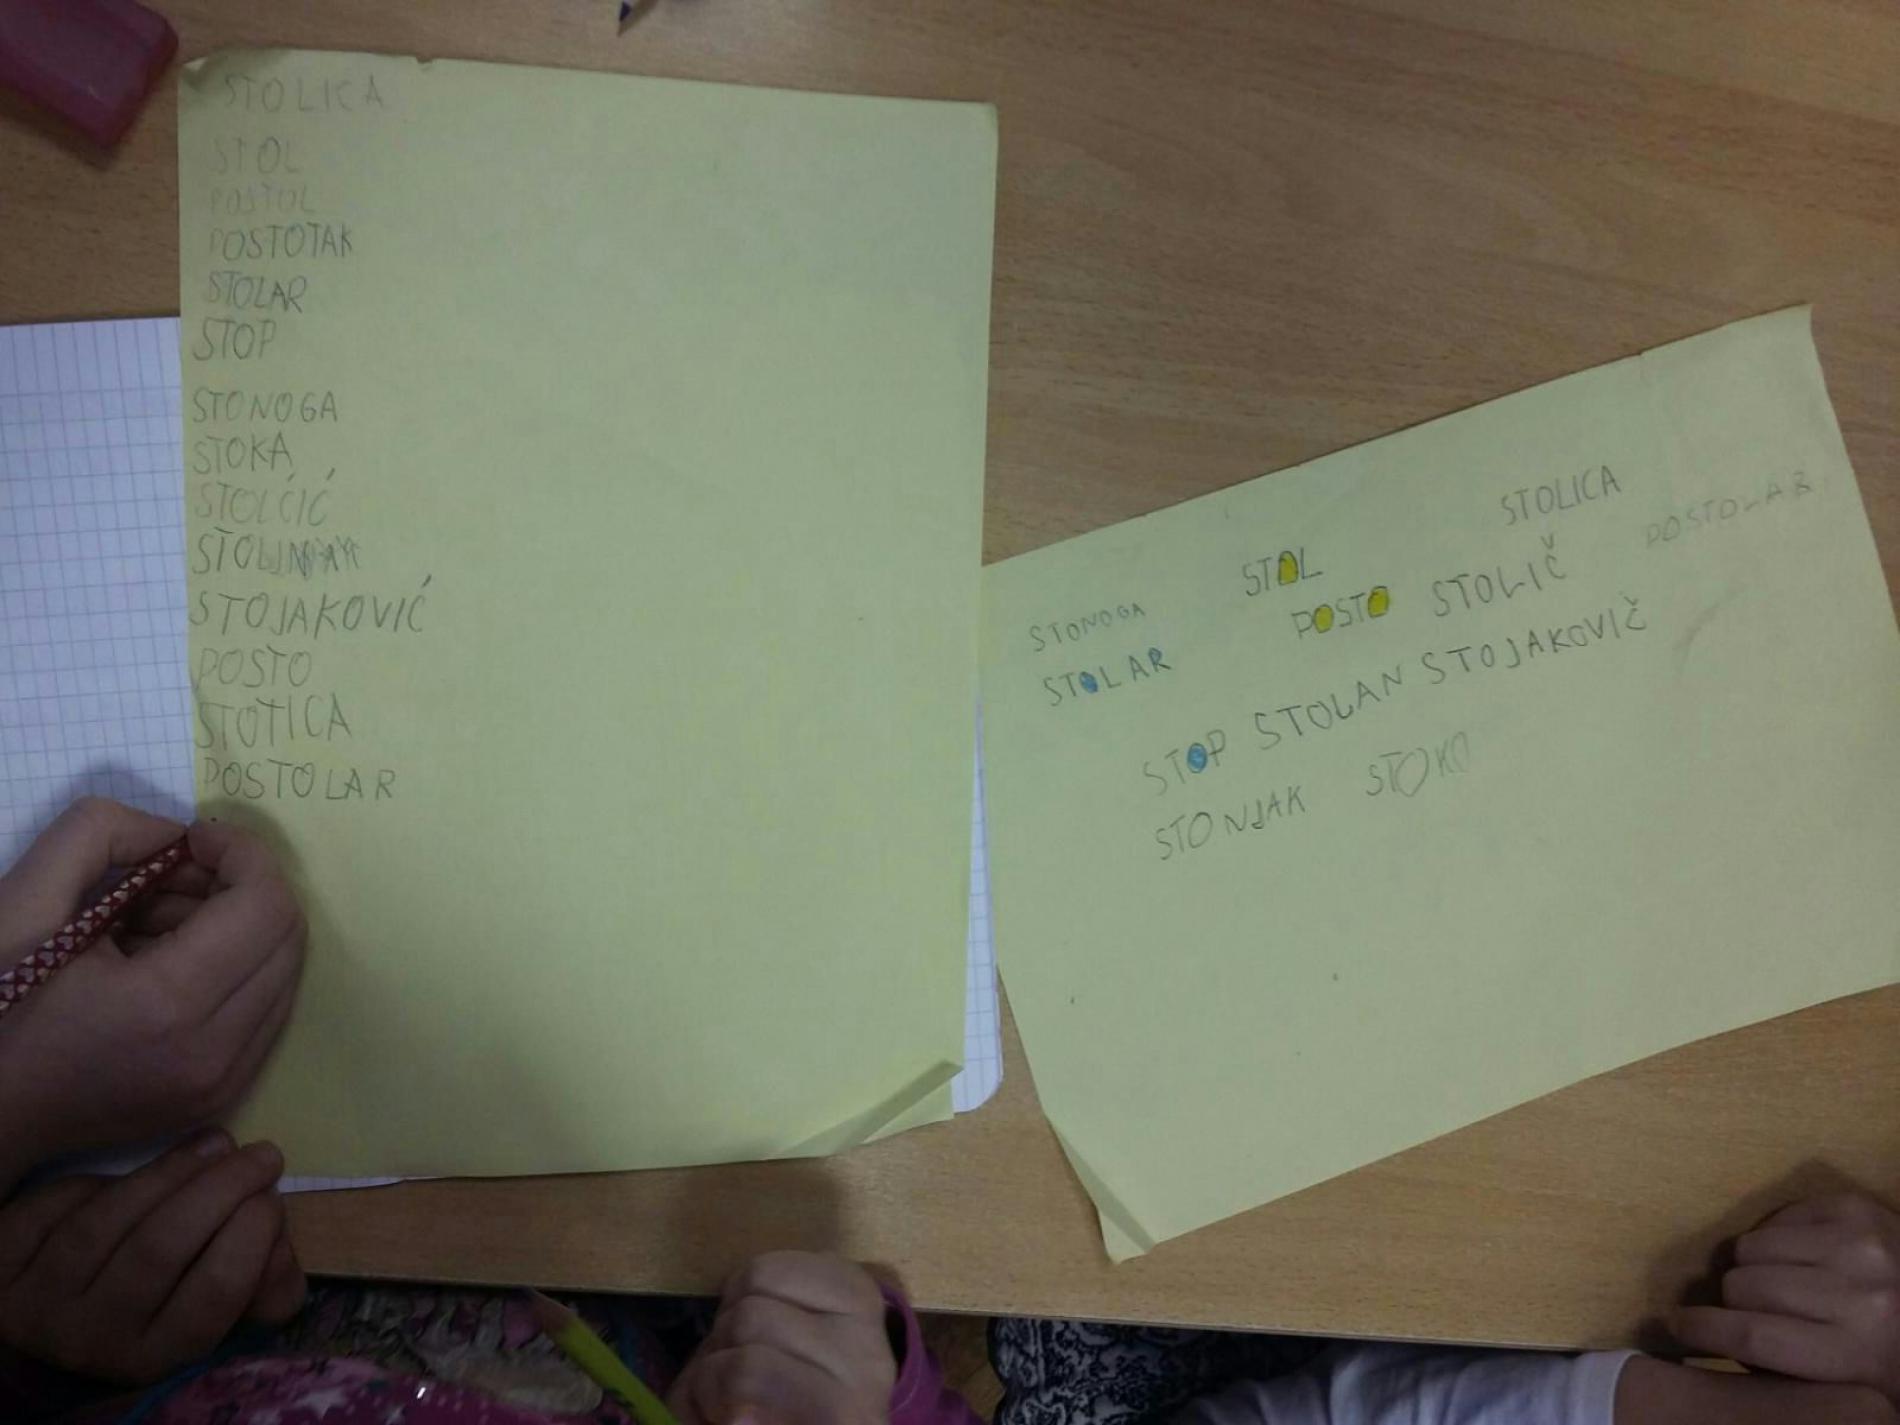 STOLICA
STOL
POSTOL
POSTOTAK
STOLAR
STOP
STONOGA
STOKA
STOLĆIĆ
STOJAKOVIĆ
POSTO
STOTICA
POSTOLAR
STOLICA
STOL POSTOLAR
STONOGA POSTO STOLIČ
STOLAR
STOP STOLAN STOJAKOVIČ
STONJAK STOKO